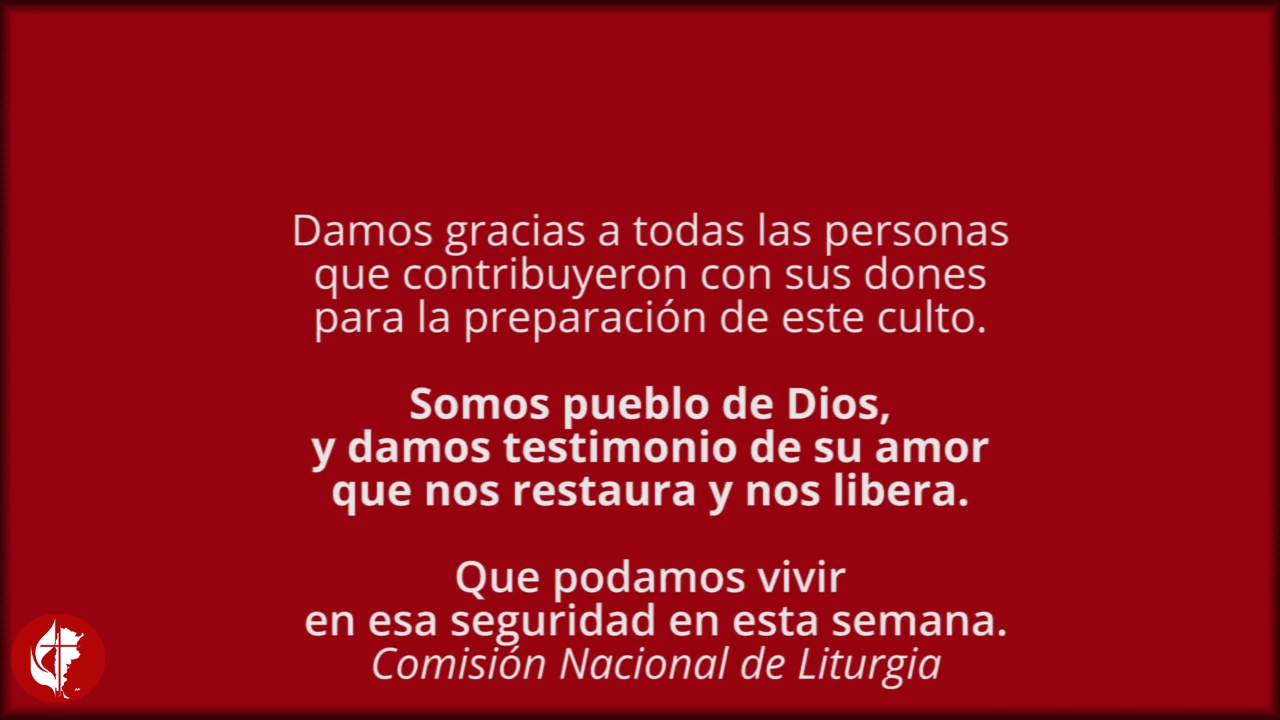 Damos gracias a todas las personas
que contribuyeron con sus dones
para la preparación de este culto.
Somos pueblo de Dios,
y damos testimonio de su amor
que nos restaura y nos libera.
Que podamos vivir
en esa seguridad en esta semana.
Comisión Nacional de Liturgia